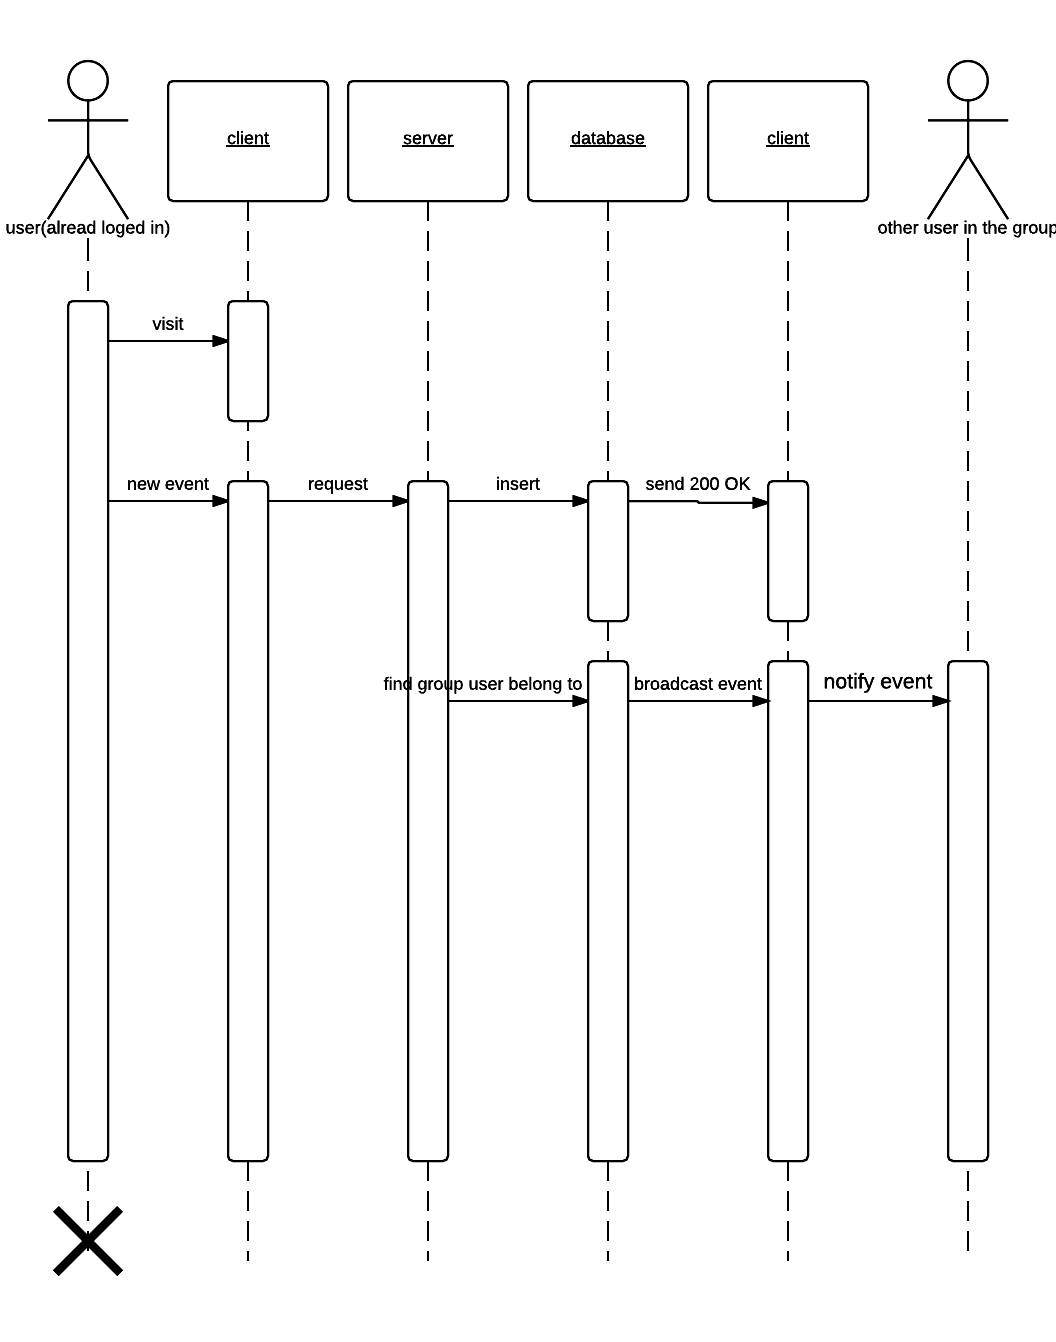 client
server
database
client
user(alread loged in)
other user in the group
visit
new event
request
insert
send 200 OK
find group user belong to
broadcast event
notify event